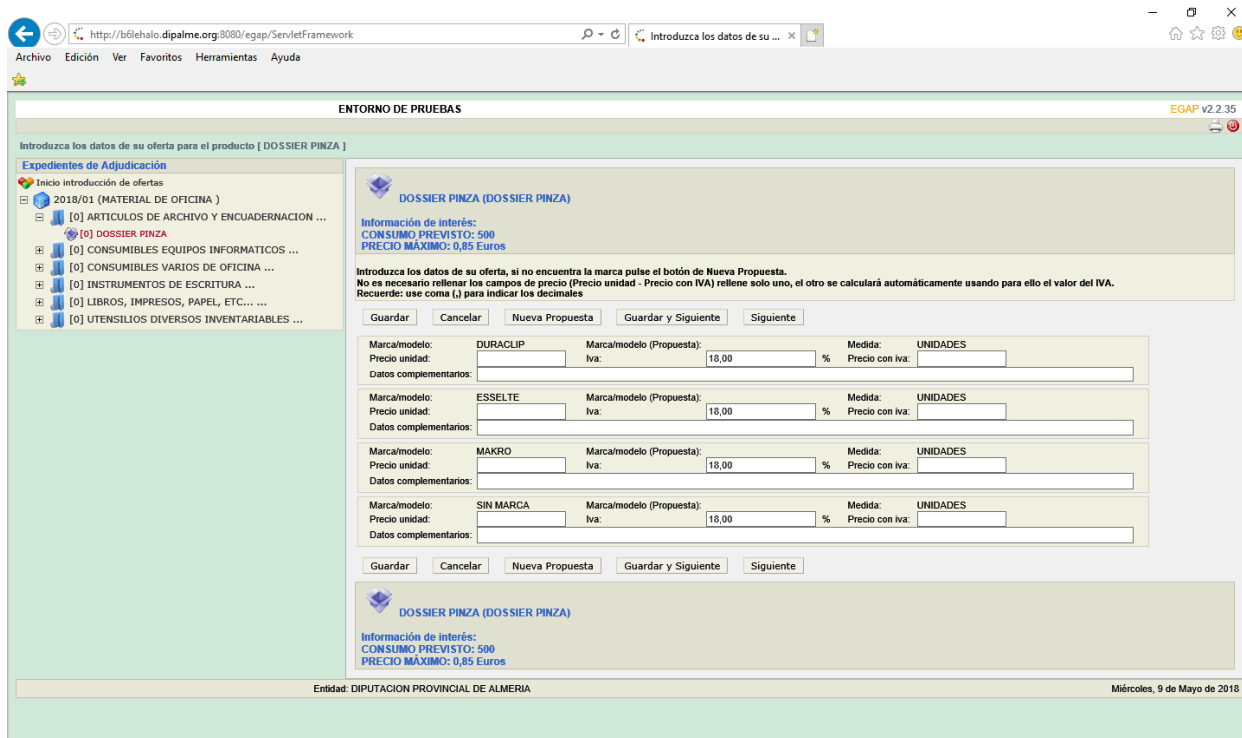 http://b6lehalo.dipalme.org:8080/egap/ServletFramework
Introduzca los datos de su ...
Archivo Edición Ver Favoritos Herramientas Ayuda
ENTORNO DE PRUEBAS
EGAP v2.2.35
Introduzca los datos de su oferta para el producto [ DOSSIER PINZA ]
Expedientes de Adjudicación
Inicio introducción de ofertas
2018/01 (MATERIAL DE OFICINA )
[0] ARTICULOS DE ARCHIVO Y ENCUADERNACION ...
[0] DOSSIER PINZA
[0] CONSUMIBLES EQUIPOS INFORMATICOS ...
[0] CONSUMIBLES VARIOS DE OFICINA ...
[0] INSTRUMENTOS DE ESCRITURA ...
[0] LIBROS, IMPRESOS, PAPEL, ETC... ...
[0] UTENSILIOS DIVERSOS INVENTARIABLES ...
DOSSIER PINZA (DOSSIER PINZA)
Información de interés:
CONSUMO PREVISTO: 500
PRECIO MÁXIMO: 0,85 Euros
Introduzca los datos de su oferta, si no encuentra la marca pulse el botón de Nueva Propuesta.
No es necesario rellenar los campos de precio (Precio unidad - Precio con IVA) rellene solo uno, el otro se calculará automáticamente usando para ello el valor del IVA.
Recuerde: use coma (,) para indicar los decimales
Guardar Cancelar Nueva Propuesta Guardar y Siguiente Siguiente
Marca/modelo: DURACLIP Marca/modelo (Propuesta): Medida: UNIDADES
Precio unidad: Iva: 18,00 % Precio con iva:
Datos complementarios:
Marca/modelo: ESSELTE Marca/modelo (Propuesta): Medida: UNIDADES
Precio unidad: Iva: 18,00 % Precio con iva:
Datos complementarios:
Marca/modelo: MAKRO Marca/modelo (Propuesta): Medida: UNIDADES
Precio unidad: Iva: 18,00 % Precio con iva:
Datos complementarios:
Marca/modelo: SIN MARCA Marca/modelo (Propuesta): Medida: UNIDADES
Precio unidad: Iva: 18,00 % Precio con iva:
Datos complementarios:
Guardar Cancelar Nueva Propuesta Guardar y Siguiente Siguiente
DOSSIER PINZA (DOSSIER PINZA)
Información de interés:
CONSUMO PREVISTO: 500
PRECIO MÁXIMO: 0,85 Euros
Entidad: DIPUTACION PROVINCIAL DE ALMERIA
Miércoles, 9 de Mayo de 2018